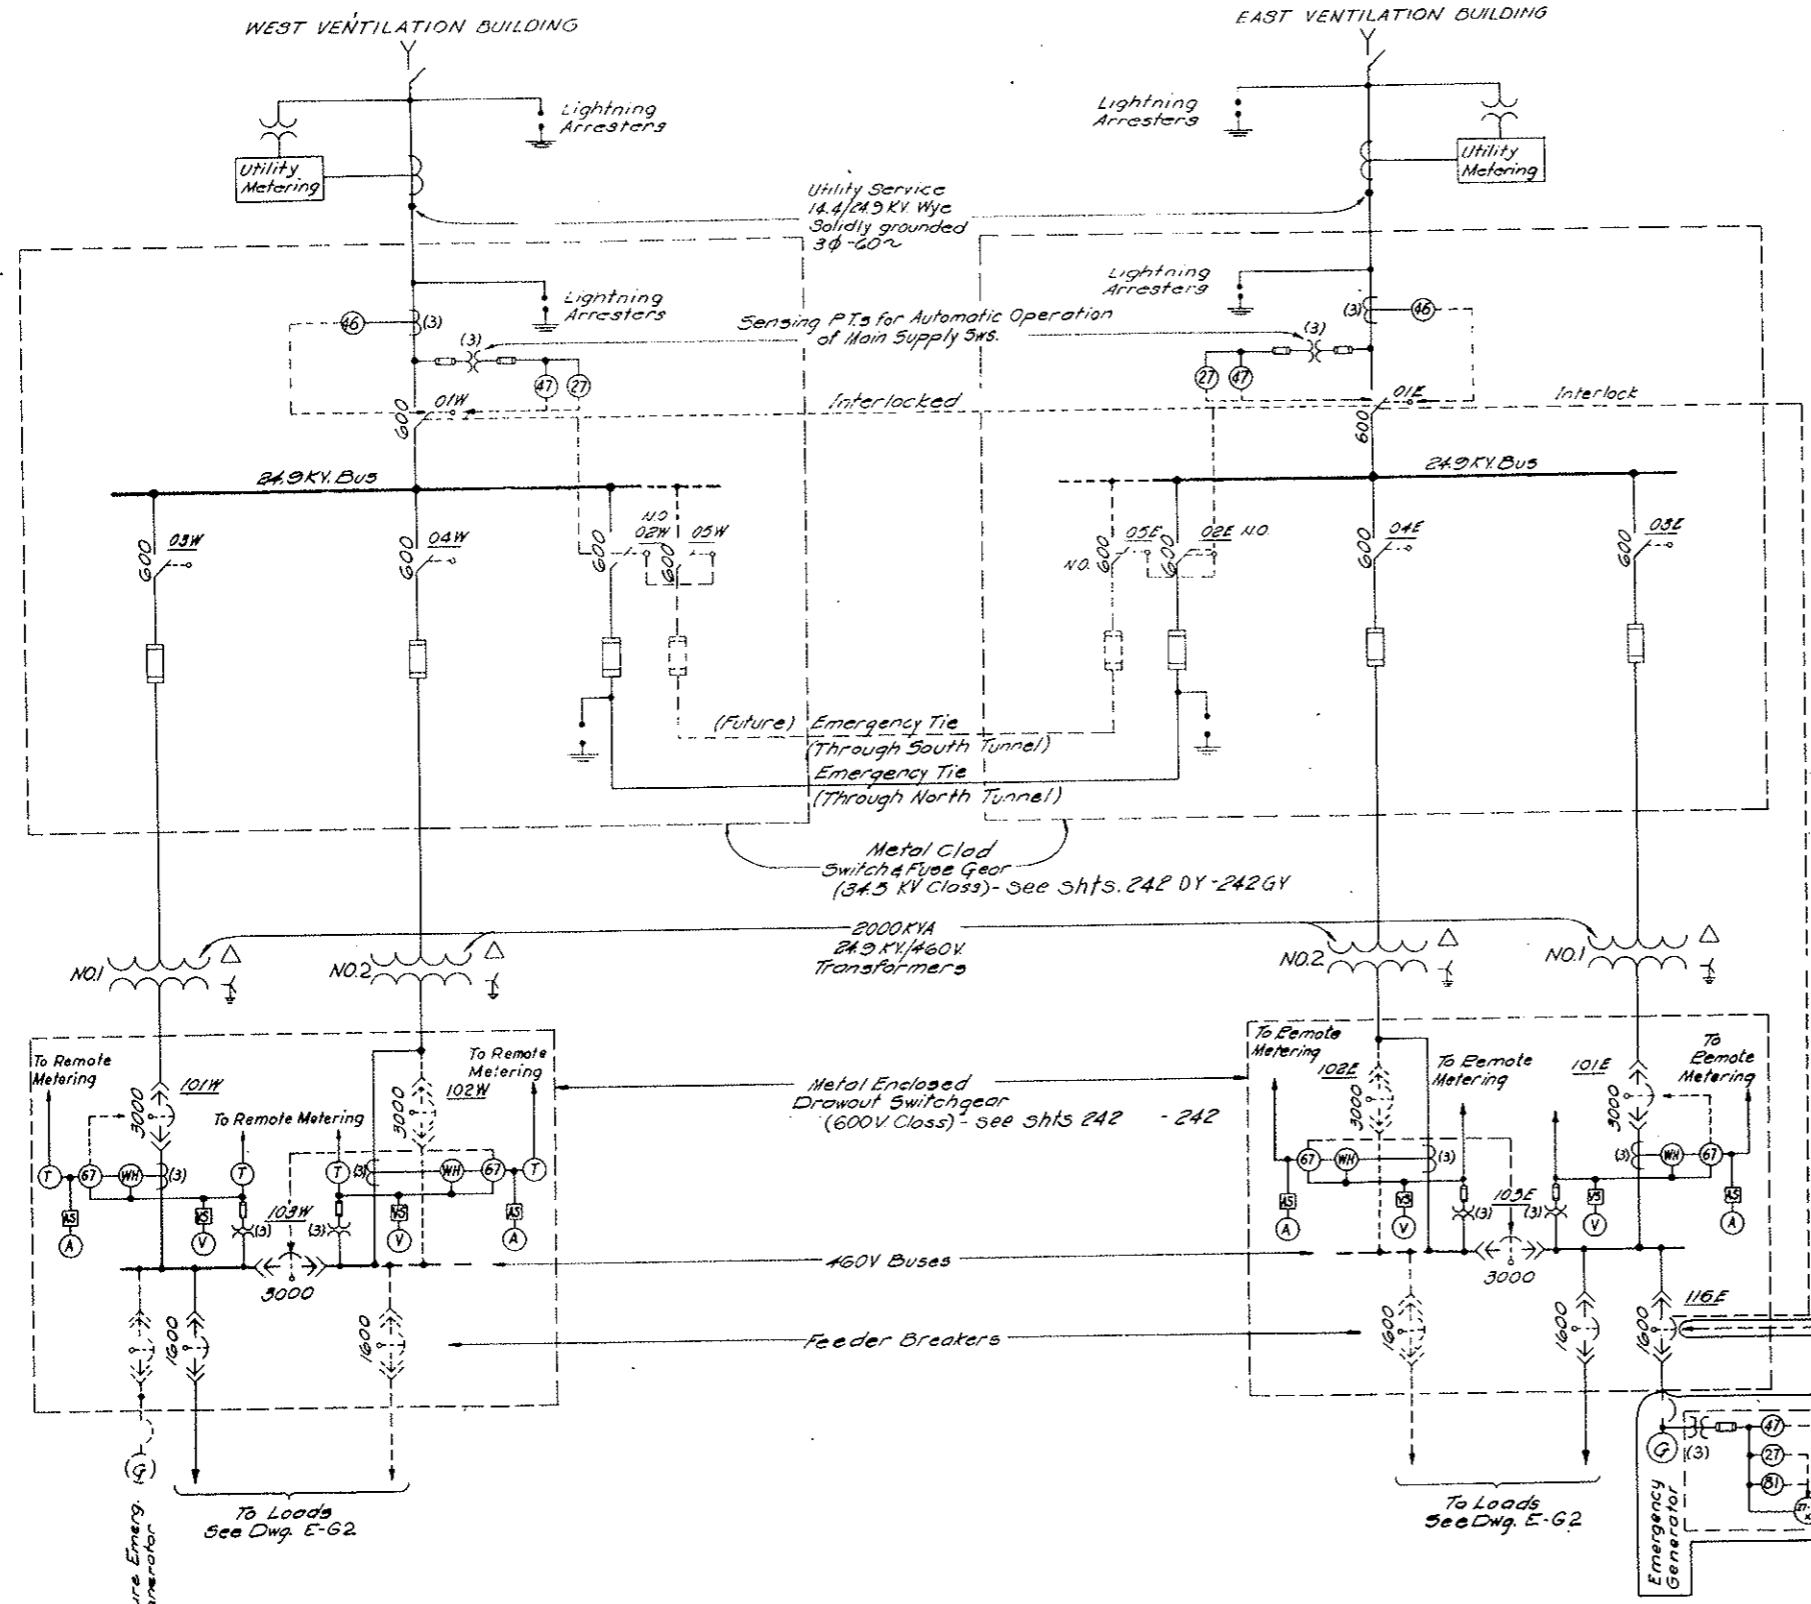 WEST VENTILATION BUILDING
EAST VENTILATION BUILDING
Lightning
Arresters
Lightning
Arresters
Utility
Metering
Utility
Metering
Utility Service
14.4/24.9 KV. Wye
Solidly grounded
3Φ-60~
Lightning
Arresters
Lightning
Arresters
46
(3)
(3)
46
Sensing P.T.s for Automatic Operation
of Main Supply Sws.
(3)
(3)
47
27
27
47
01W
600
Interlocked
01E
600
Interlock
24.9 KV. Bus
24.9 KV. Bus
03W
600
04W
600
N.O
02W
600
05W
600
N.O.
05E
600
02E N.O.
600
04E
600
03E
600
(Future) Emergency Tie
(Through South Tunnel)
Emergency Tie
(Through North Tunnel)
Metal Clad
Switch & Fuse Gear
(34.5 KV Class)- See shts. 242 DY -242GY
2000KVA
24.9 KV./460V.
Transformers
NO.1
NO.2
NO.2
NO.1
To Remote
Metering
101W
3000
To Remote Metering
3000
102W
To Remote
Metering
Metal Enclosed
Drawout Switchgear
(600V. Class) - see shts 242 - 242
To Remote
Metering
102E
3000
To Remote
Metering
101E
3000
To
Remote
Metering
T
67
WH
(3)
T
T
(3)
WH
67
T
67
WH
(3)
(3)
WH
67
AS
A
VS
V
(3)
103W
(3)
VS
V
AS
A
AS
A
VS
V
(3)
103E
(3)
VS
V
AS
A
3000
460V Buses
3000
1600
1600
Feeder Breakers
1600
1600
1600
116E
(G)
To Loads
See Dwg. E-G2
To Loads
See Dwg. E-G2
G
(3)
47
27
81
Emergency
Generator